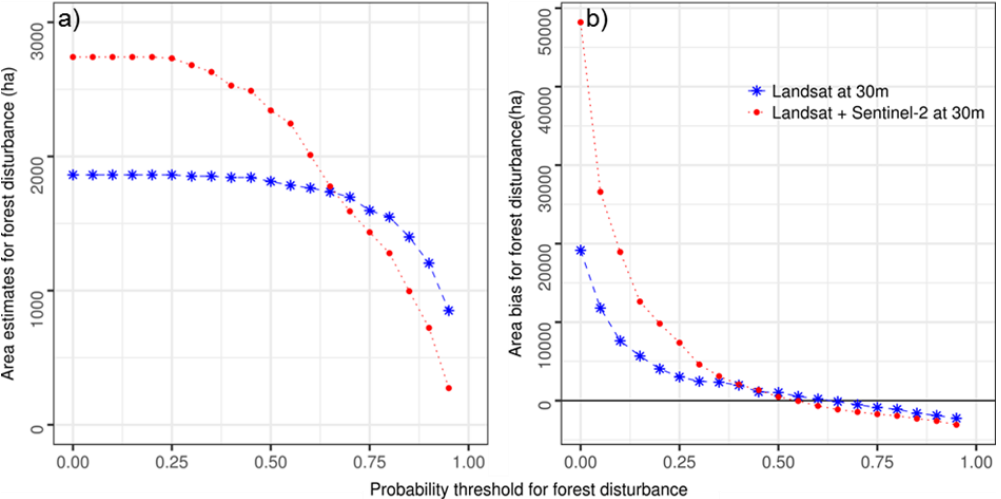 a)
Area estimates for forest disturbance (ha)
3000
2000
1000
0
0.00 0.25 0.50 0.75 1.00
b)
Area bias for forest disturbance(ha)
50000
40000
30000
20000
10000
0
Landsat at 30m
Landsat + Sentinel-2 at 30m
0.00 0.25 0.50 0.75 1.00
Probability threshold for forest disturbance